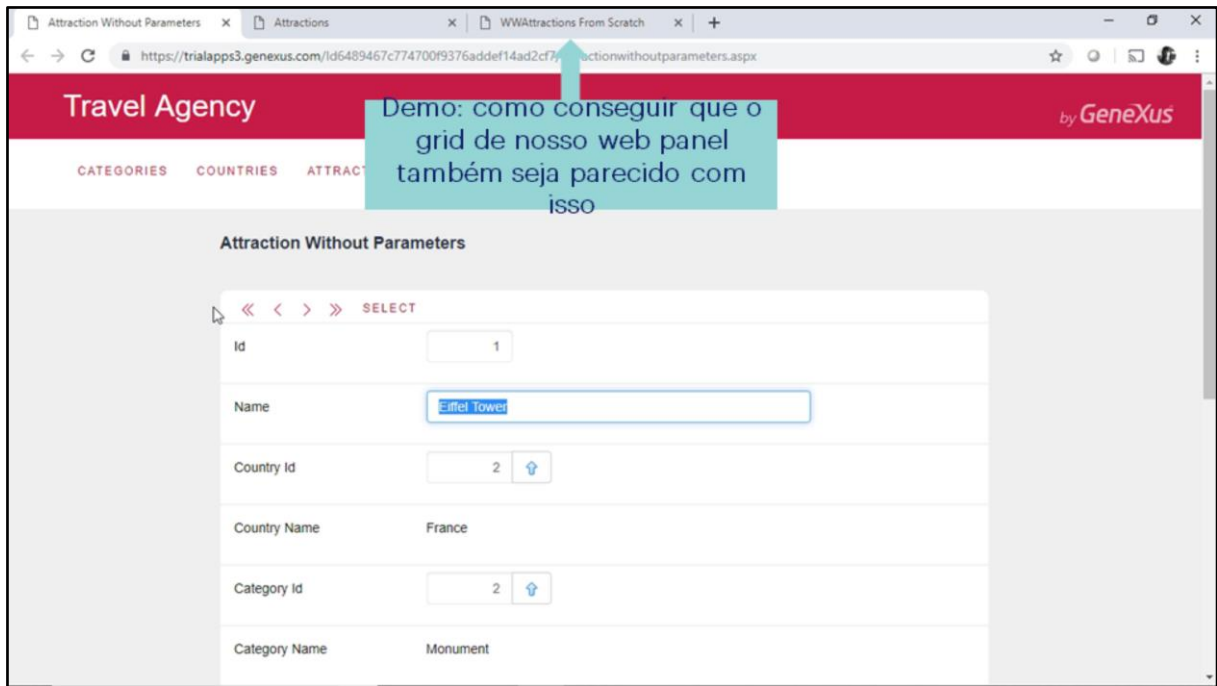 Attraction Without Parameters
Attractions
WWAttractions From Scratch
https://trialapps3.genexus.com/Id6489467c774700f9376addef14ad2cf7/ actionwithoutparameters.aspx
Travel Agency
by GeneXus
Demo: como conseguir que o
grid de nosso web panel
também seja parecido com
isso
CATEGORIES COUNTRIES ATTRACT
Attraction Without Parameters
SELECT
Id 1
Name Eiffel Tower
Country Id 2
Country Name France
Category Id 2
Category Name Monument